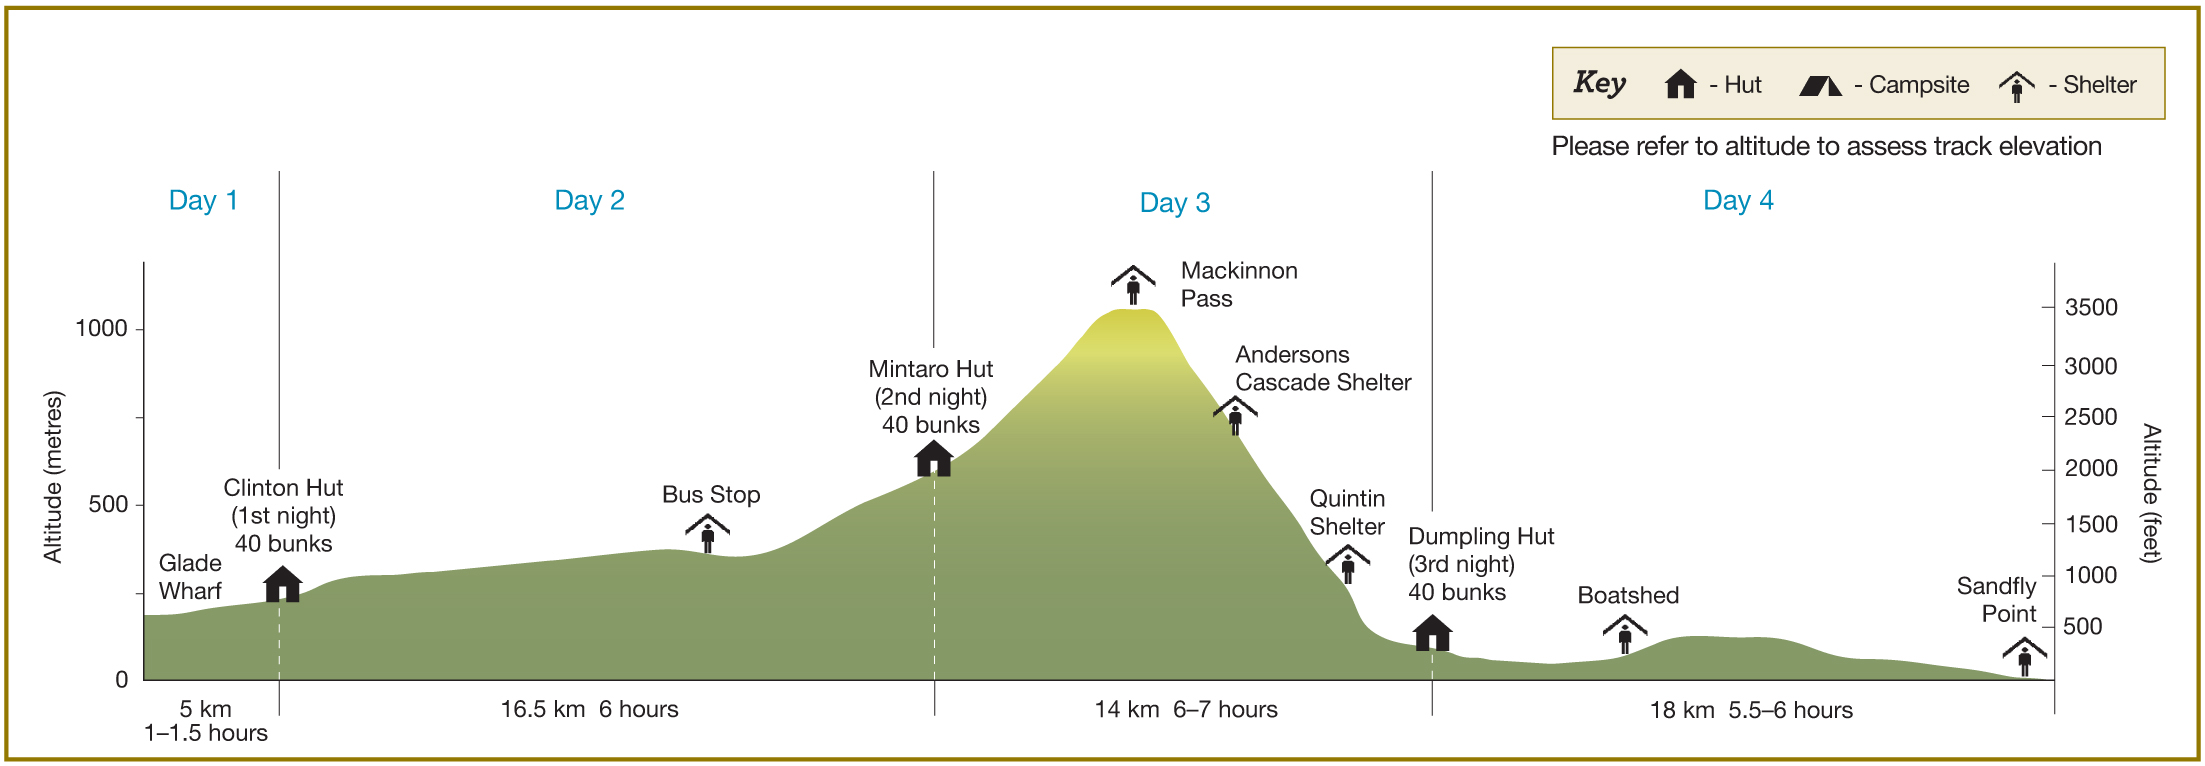 Key
- Hut
- Campsite
- Shelter
Please refer to altitude to assess track elevation
Day 1
Day 2
Day 3
Day 4
Altitude (metres)
1000
500
0
Glade
Wharf
Clinton Hut
(1st night)
40 bunks
Bus Stop
Mintaro Hut
(2nd night)
40 bunks
Mackinnon
Pass
Andersons
Cascade Shelter
Quintin
Shelter
Dumpling Hut
(3rd night)
40 bunks
Boatshed
Sandfly
Point
3500
3000
2500
2000
1500
1000
500
Altitude (feet)
5 km
1–1.5 hours
16.5 km 6 hours
14 km 6–7 hours
18 km 5.5–6 hours